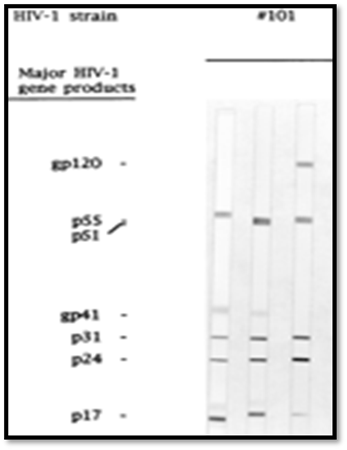 HIV-1 strain #101
Major HIV-1
gene products
gp120 -
p55 -
p51
gp41 -
p31 -
p24 -
p17 -